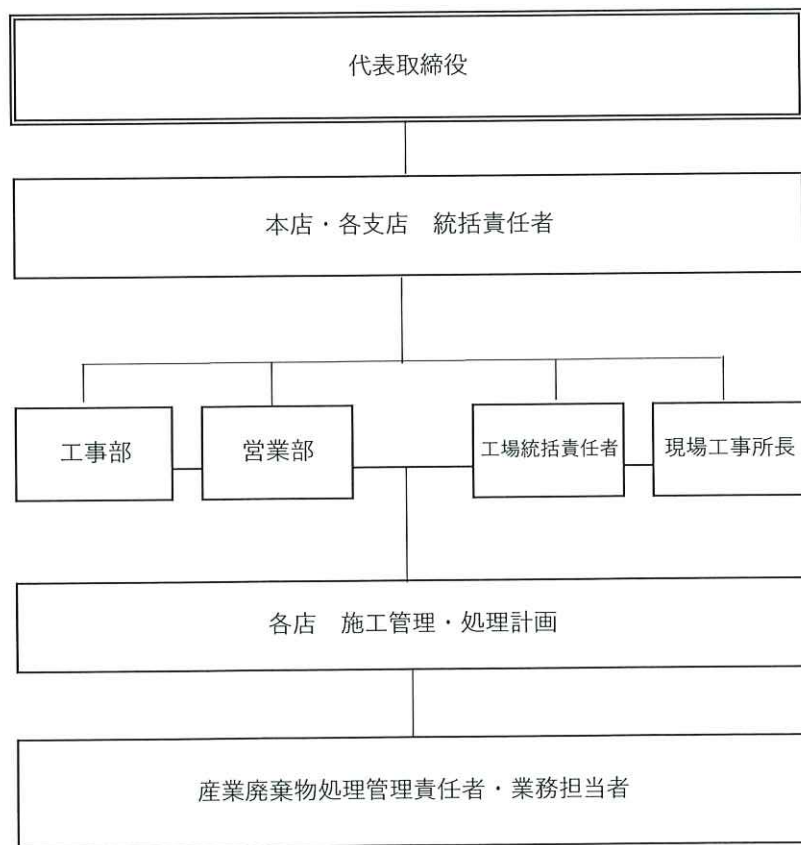 代表取締役
本店・各支店　統括責任者
工事部
営業部
工場統括責任者
現場工事所長
各店　施工管理・処理計画
産業廃棄物処理管理責任者・業務担当者